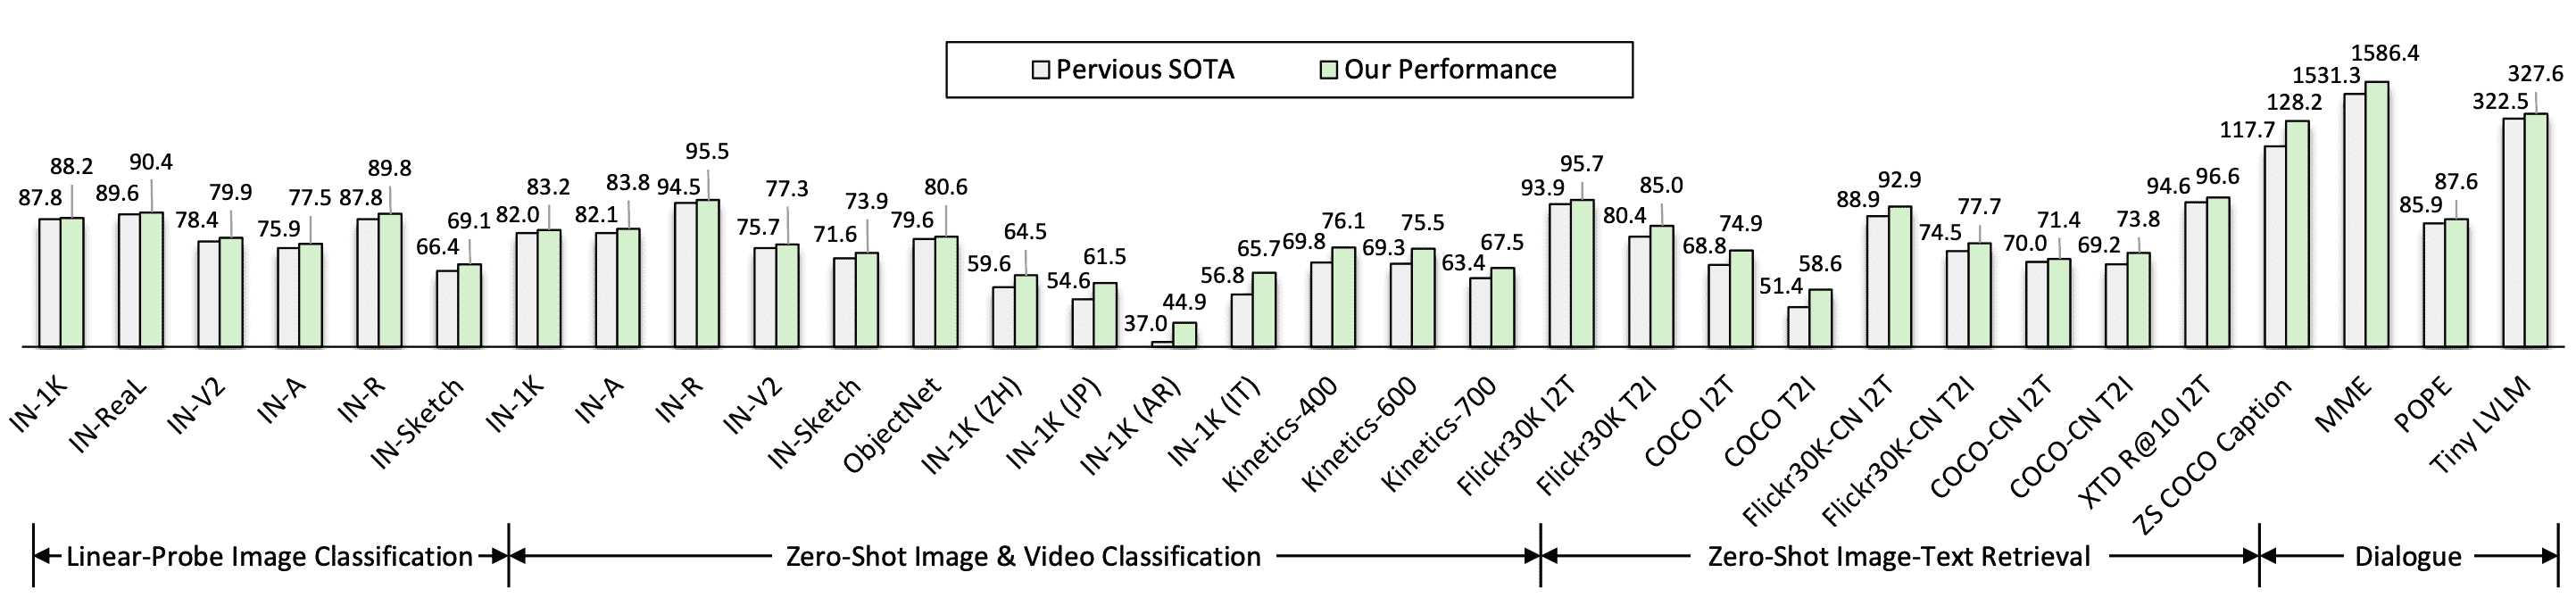 Pervious SOTA
Our Performance
87.8 88.2
89.6 90.4
78.4 79.9
75.9 77.5
87.8 89.8
66.4 69.1
82.0 83.2
82.1 83.8
94.5 95.5
75.7 77.3
71.6 73.9
79.6 80.6
59.6 64.5
54.6 61.5
37.0 44.9
56.8 65.7
69.8 76.1
69.3 75.5
63.4 67.5
93.9 95.7
80.4 85.0
68.8 74.9
51.4 58.6
88.9 92.9
74.5 77.7
70.0 71.4
69.2 73.8
94.6 96.6
117.7 128.2
1531.3 1586.4
85.9 87.6
322.5 327.6
IN-1K
IN-ReaL
IN-V2
IN-A
IN-R
IN-Sketch
IN-1K
IN-A
IN-R
IN-V2
IN-Sketch
ObjectNet
IN-1K (ZH)
IN-1K (JP)
IN-1K (AR)
IN-1K (IT)
Kinetics-400
Kinetics-600
Kinetics-700
Flickr30K I2T
Flickr30K T2I
COCO I2T
COCO T2I
Flickr30K-CN I2T
Flickr30K-CN T2I
COCO-CN I2T
COCO-CN T2I
XTD R@10 I2T
ZS COCO Caption
MME
POPE
Tiny LVLM
Linear-Probe Image Classification
Zero-Shot Image & Video Classification
Zero-Shot Image-Text Retrieval
Dialogue